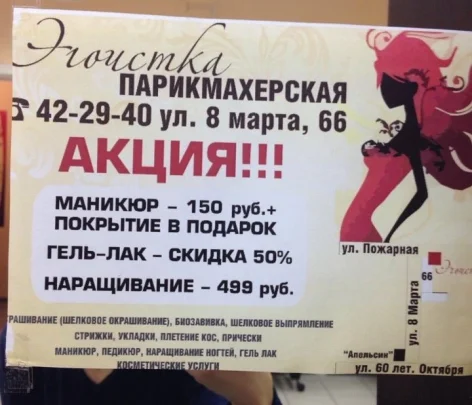 Эгоистка
ПАРИКМАХЕРСКАЯ
☎ 42-29-40 ул. 8 марта, 66
АКЦИЯ!!!
МАНИКЮР – 150 руб.+
ПОКРЫТИЕ В ПОДАРОК
ГЕЛЬ-ЛАК – СКИДКА 50%
НАРАЩИВАНИЕ – 499 руб.
ул. Пожарная
66
ул. 8 Марта
"Апельсин"
ул. 60 лет. Октября
(ШЕЛКОВОЕ ОКРАШИВАНИЕ), БИОЗАВИВКА, ШЕЛКОВОЕ ВЫПРЯМЛЕНИЕ
СТРИЖКИ, УКЛАДКИ, ПЛЕТЕНИЕ КОС, ПРИЧЕСКИ
МАНИКЮР, ПЕДИКЮР, НАРАЩИВАНИЕ НОГТЕЙ, ГЕЛЬ ЛАК
КОСМЕТИЧЕСКИЕ УСЛУГИ